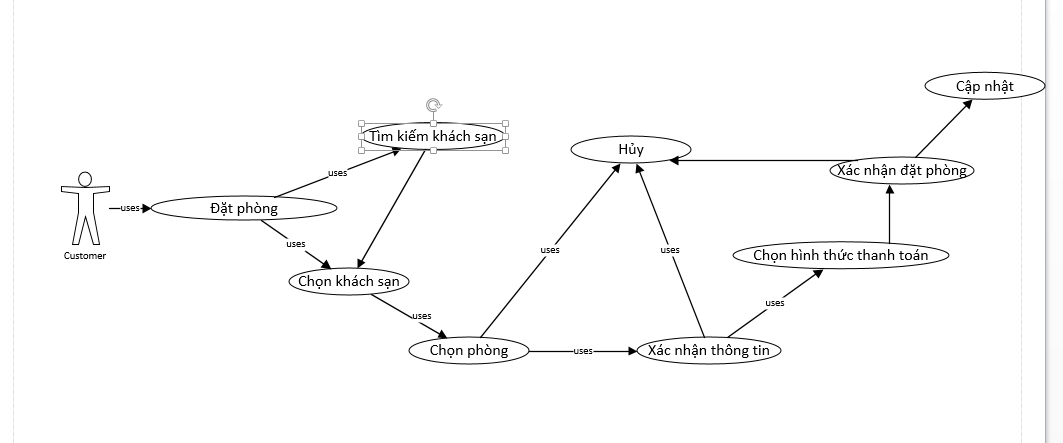 Cập nhật
Tìm kiếm khách sạn
Hủy
Xác nhận đặt phòng
uses
uses
Đặt phòng
Customer
uses
uses
uses
Chọn hình thức thanh toán
Chọn khách sạn
uses
uses
Chọn phòng
uses
Xác nhận thông tin